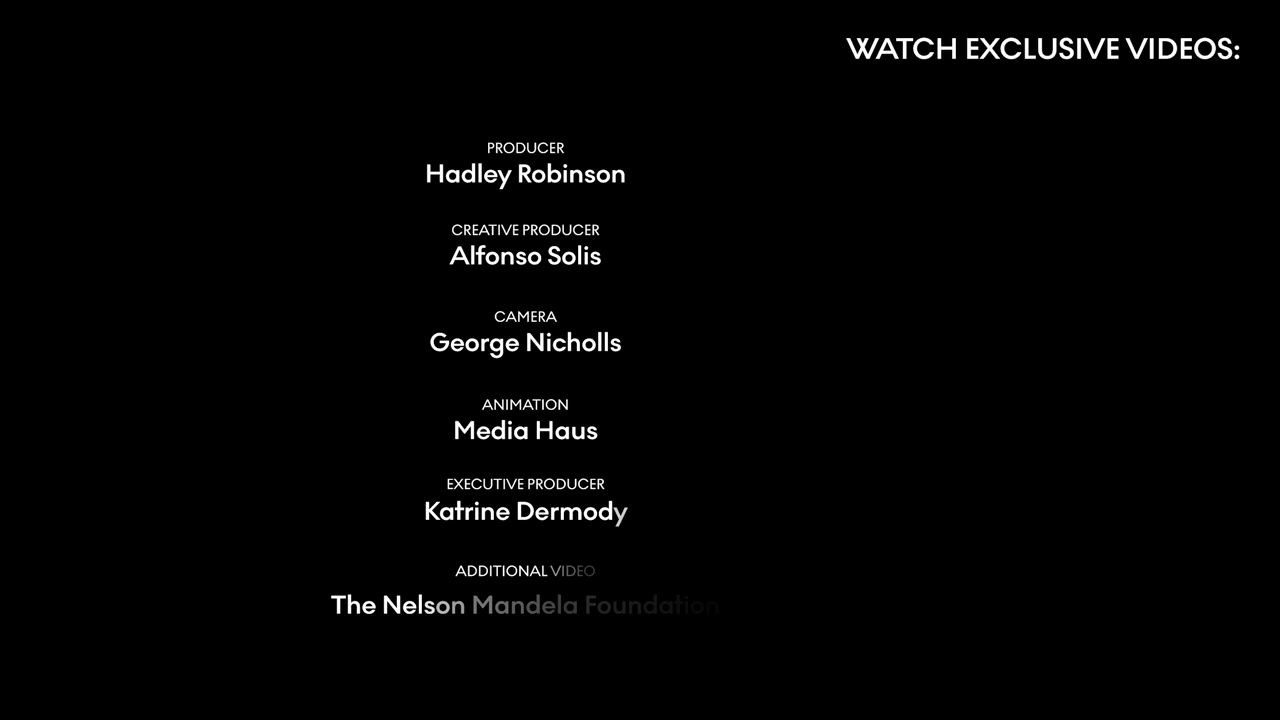 WATCH EXCLUSIVE VIDEOS:
PRODUCER
Hadley Robinson
CREATIVE PRODUCER
Alfonso Solis
CAMERA
George Nicholls
ANIMATION
Media Haus
EXECUTIVE PRODUCER
Katrine Dermody
ADDITIONAL VIDEO
The Nelson Mandela Foundation